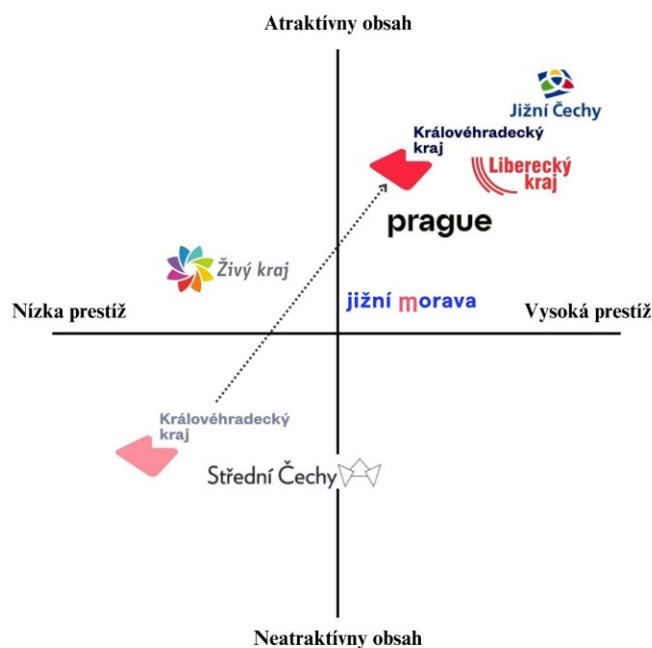 Atraktívny obsah
Jižní Čechy
Královéhradecký
kraj
Liberecký
kraj
prague
Živý kraj
jižní morava
Nízka prestíž
Vysoká prestíž
Královéhradecký
kraj
Střední Čechy
Neatraktívny obsah